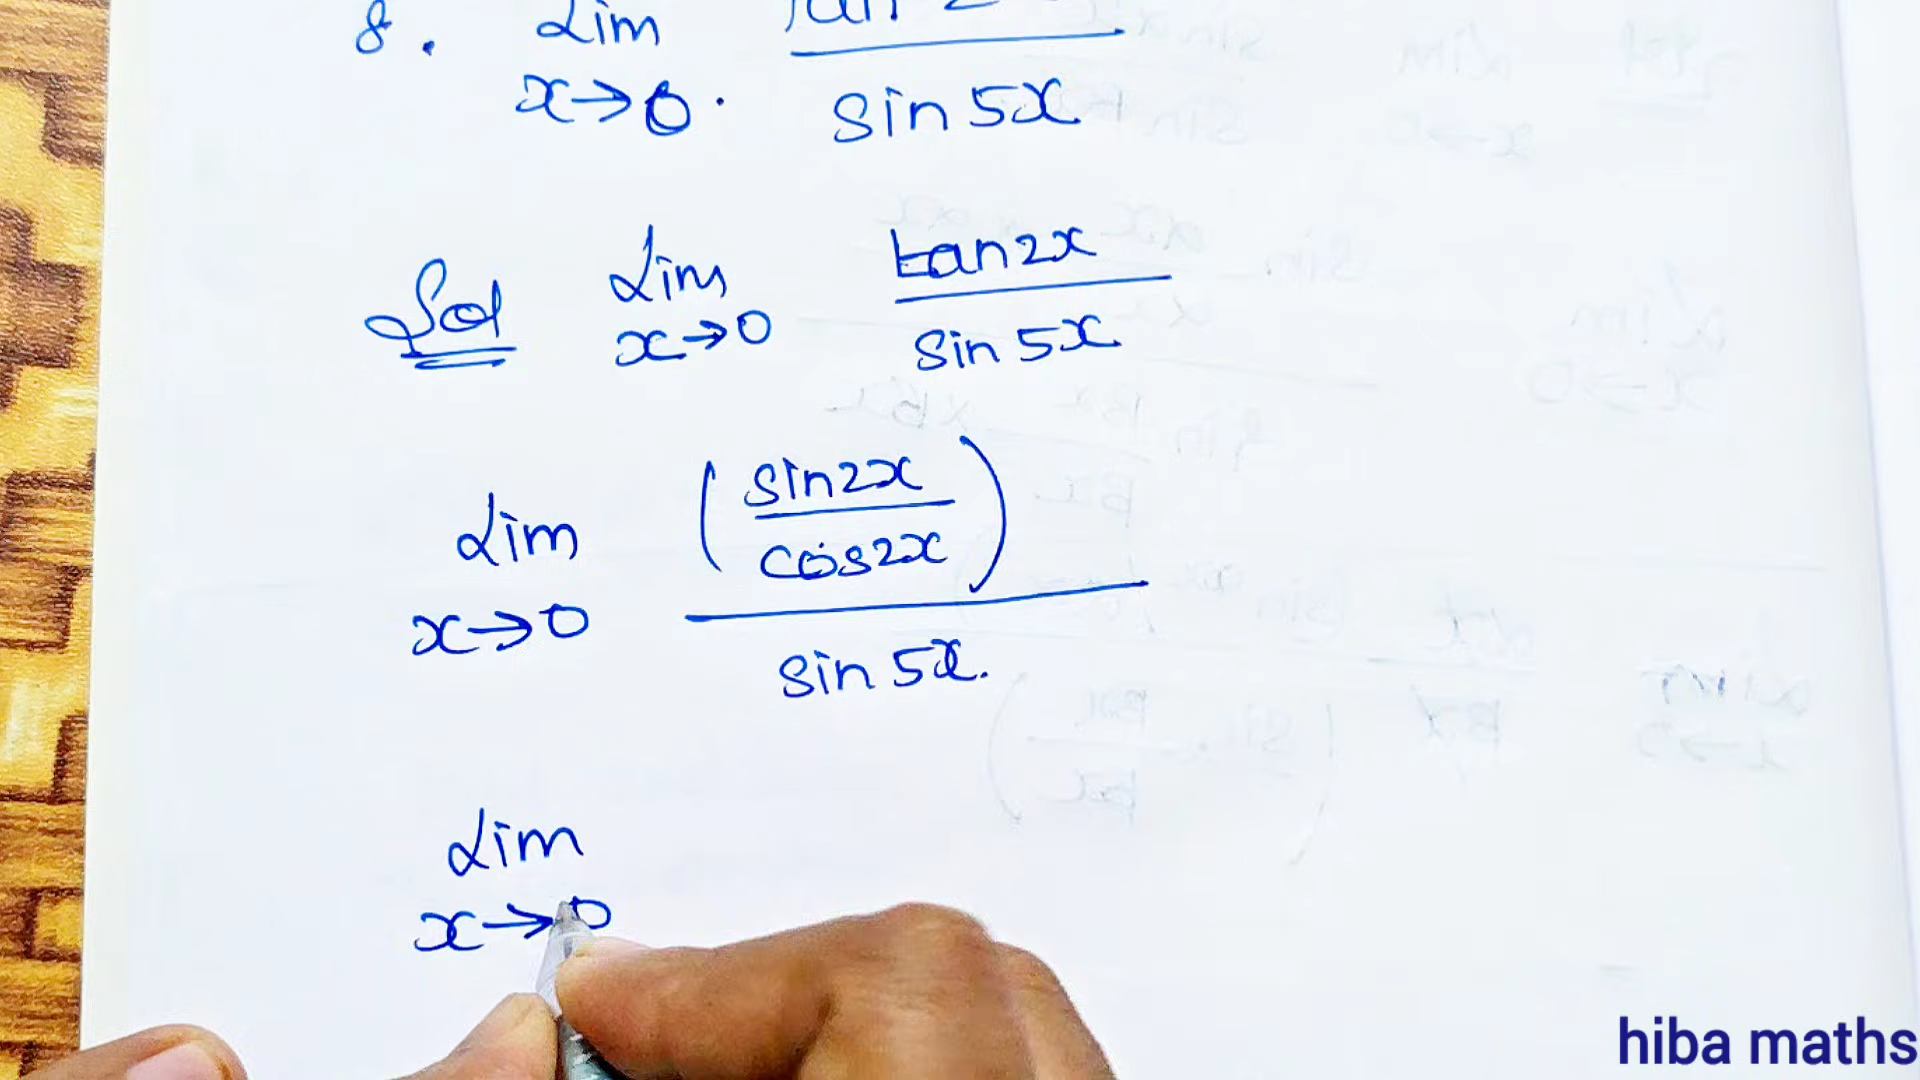 8. Lim
x→0. sin 5x
Sol Lim tan2x
x→0 sin 5x
(sin2x
Lim cos2x)
x→0 sin 5x.
Lim
x→0
hiba maths